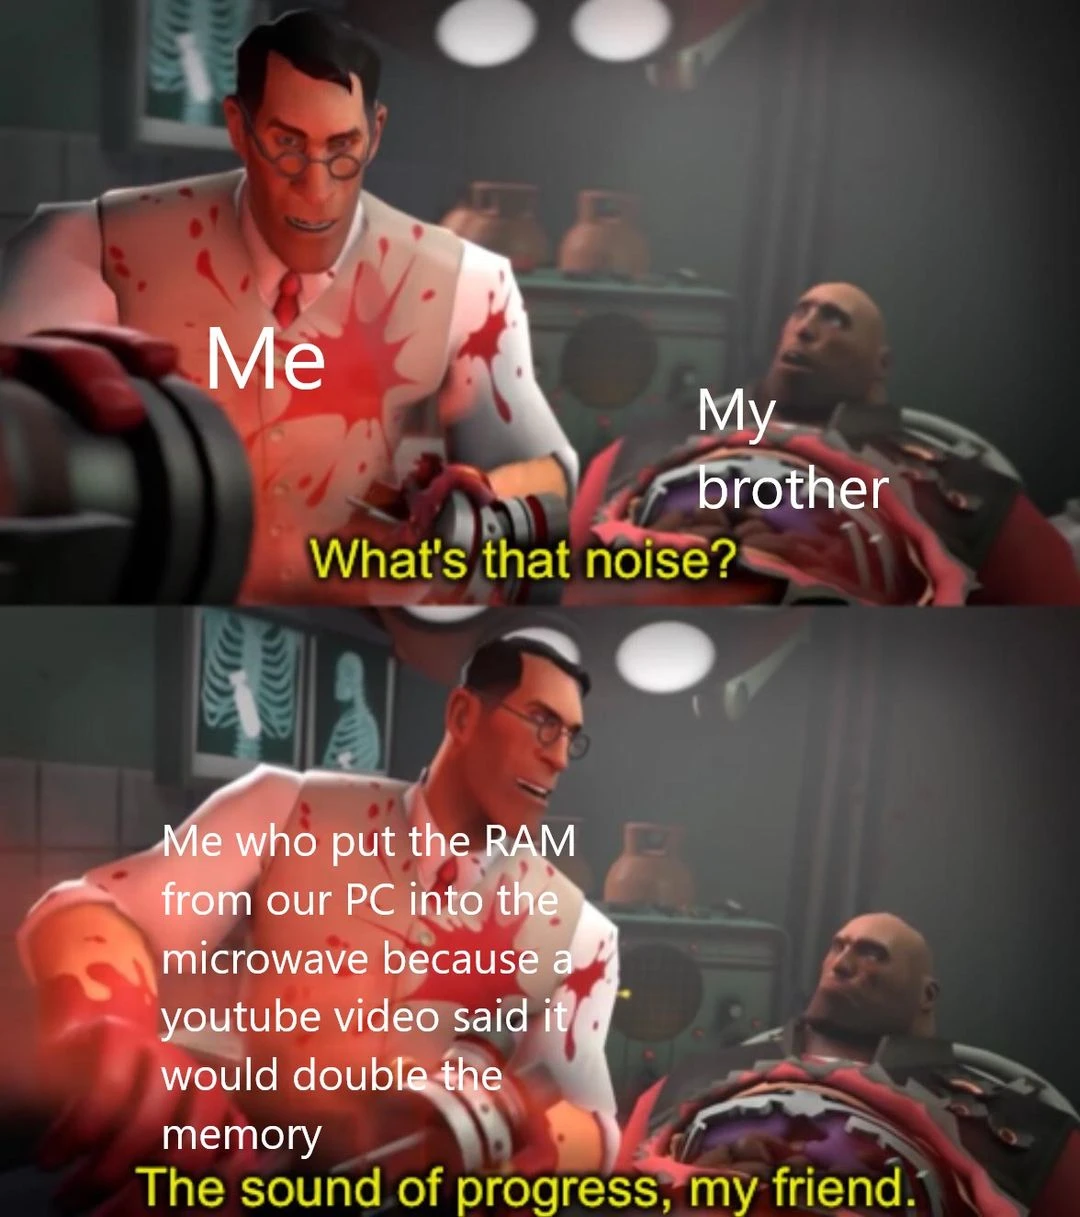 Me
My
brother
What's that noise?
Me who put the RAM
from our PC into the
microwave because a
youtube video said it
would double the
memory
The sound of progress, my friend.